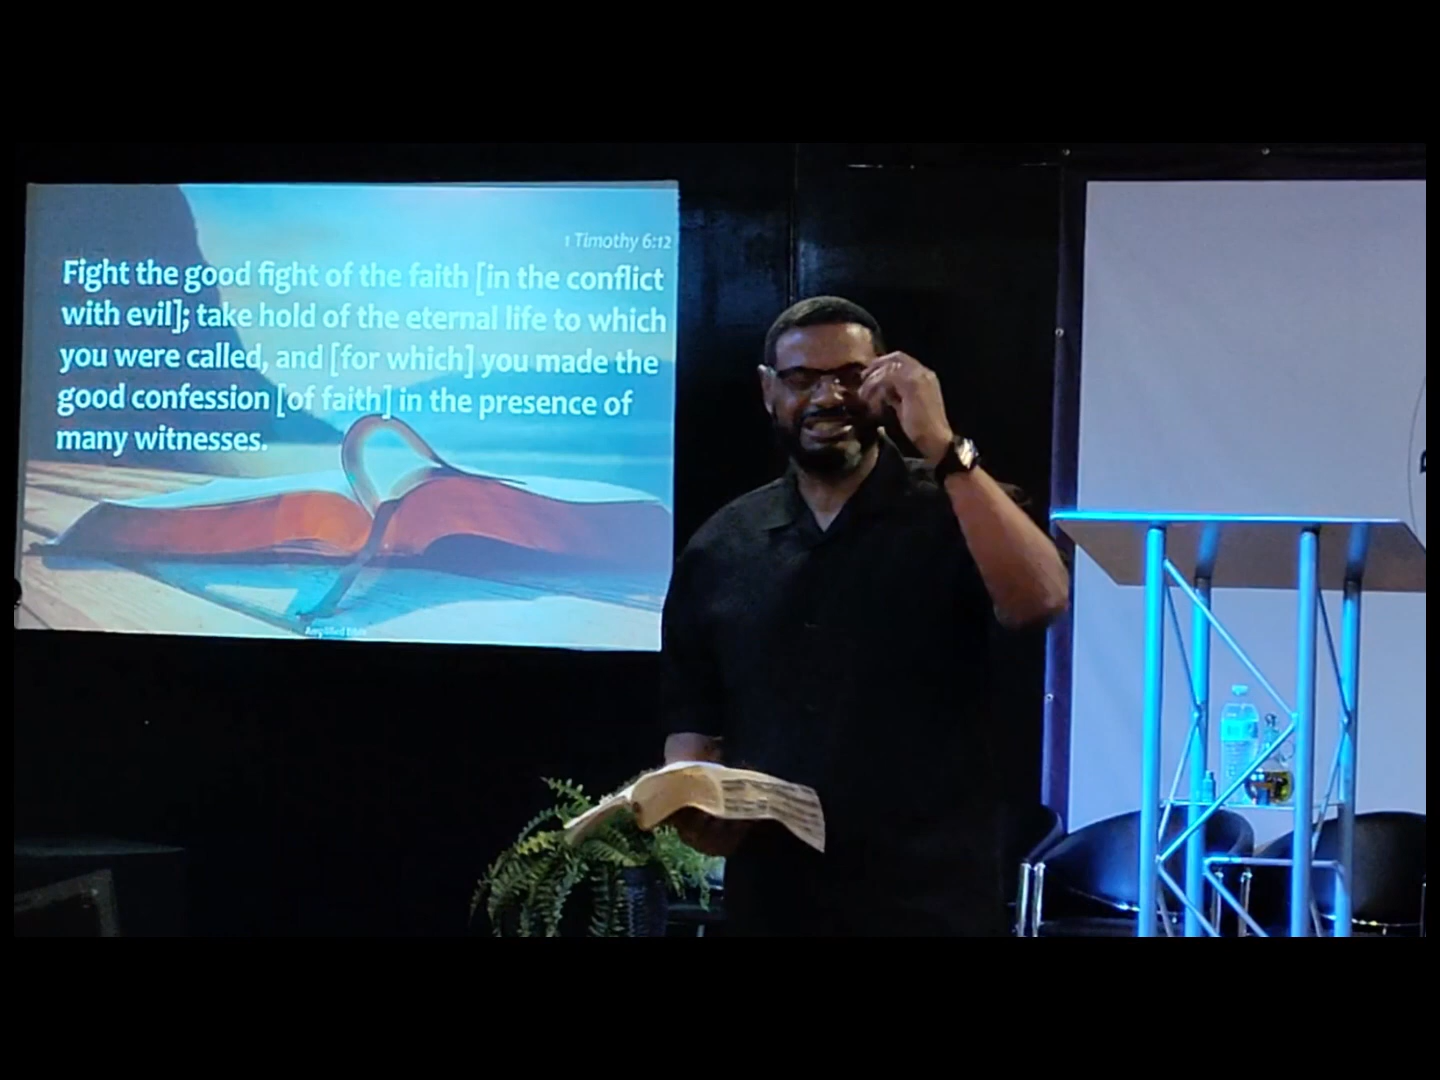 1 Timothy 6:12
Fight the good fight of the faith [in the conflict
with evil]; take hold of the eternal life to which
you were called, and [for which] you made the
good confession [of faith] in the presence of
many witnesses.
Amplified Bible